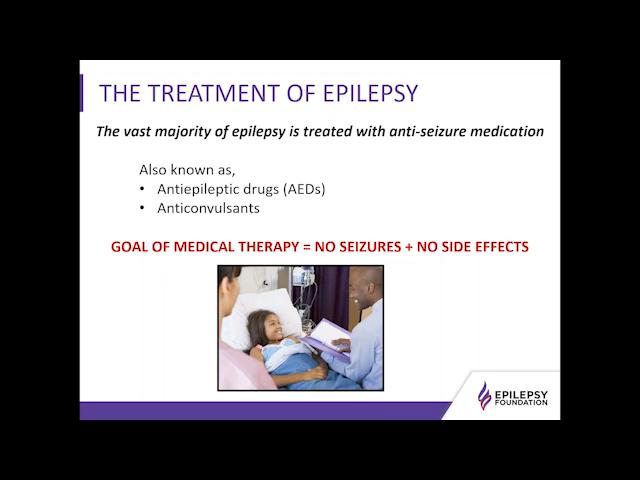 THE TREATMENT OF EPILEPSY
The vast majority of epilepsy is treated with anti-seizure medication
Also known as,
• Antiepileptic drugs (AEDs)
• Anticonvulsants
GOAL OF MEDICAL THERAPY = NO SEIZURES + NO SIDE EFFECTS
EPILEPSY
FOUNDATION